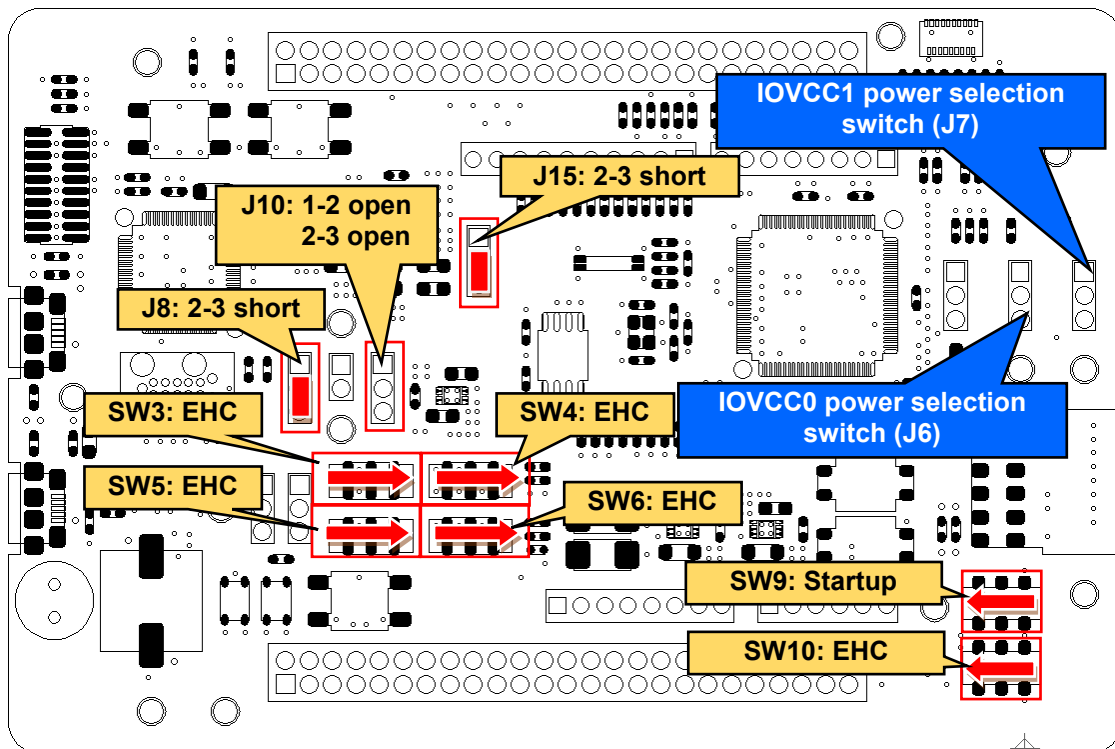 IOVCC1 power selection
switch (J7)
J15: 2-3 short
J10: 1-2 open
2-3 open
J8: 2-3 short
IOVCC0 power selection
switch (J6)
SW3: EHC
SW4: EHC
SW5: EHC
SW6: EHC
SW9: Startup
SW10: EHC